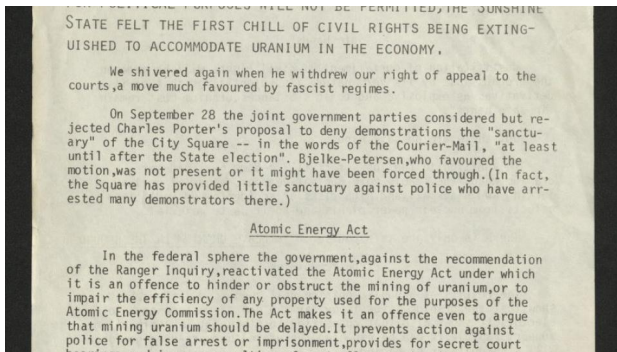 FOR POLITICAL PURPOSES WILL NOT BE PERMITTED,THE SUNSHINE
STATE FELT THE FIRST CHILL OF CIVIL RIGHTS BEING EXTING-
UISHED TO ACCOMMODATE URANIUM IN THE ECONOMY.
We shivered again when he withdrew our right of appeal to the
courts,a move much favoured by fascist regimes.
On September 28 the joint government parties considered but re-
jected Charles Porter's proposal to deny demonstrations the "sanctu-
ary" of the City Square -- in the words of the Courier-Mail, "at least
until after the State election". Bjelke-Petersen,who favoured the
motion,was not present or it might have been forced through.(In fact,
the Square has provided little sanctuary against police who have arr-
ested many demonstrators there.)
Atomic Energy Act
In the federal sphere the government,against the recommendation
of the Ranger Inquiry,reactivated the Atomic Energy Act under which
it is an offence to hinder or obstruct the mining of uranium,or to
impair the efficiency of any property used for the purposes of the
Atomic Energy Commission.The Act makes it an offence even to argue
that mining uranium should be delayed.It prevents action against
police for false arrest or imprisonment,provides for secret court